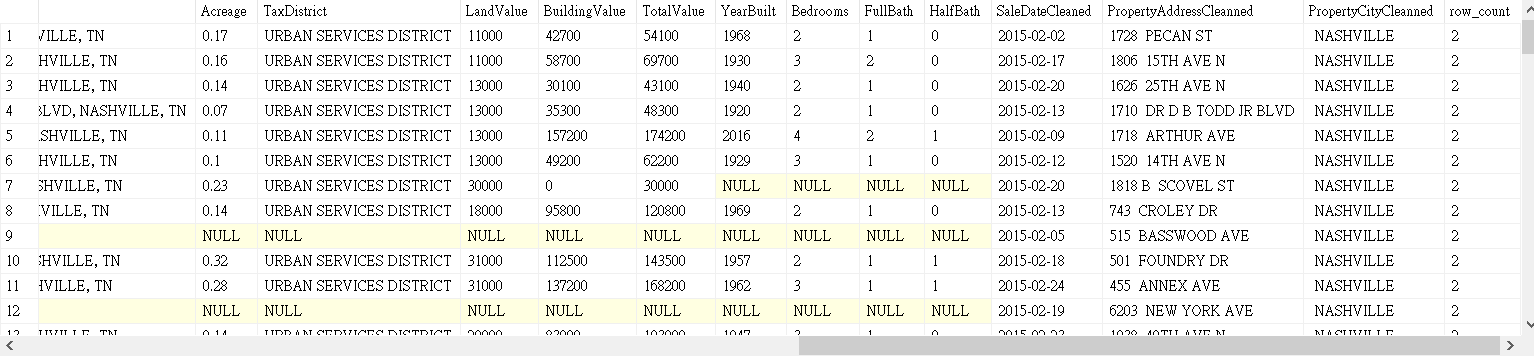 Acreage TaxDistrict LandValue BuildingValue TotalValue YearBuilt Bedrooms FullBath HalfBath SaleDateCleaned PropertyAddressCleanned PropertyCityCleanned row_count
1 VILLE, TN 0.17 URBAN SERVICES DISTRICT 11000 42700 54100 1968 2 1 0 2015-02-02 1728 PECAN ST NASHVILLE 2
2 HVILLE, TN 0.16 URBAN SERVICES DISTRICT 11000 58700 69700 1930 3 2 0 2015-02-17 1806 15TH AVE N NASHVILLE 2
3 HVILLE, TN 0.14 URBAN SERVICES DISTRICT 13000 30100 43100 1940 2 1 0 2015-02-20 1626 25TH AVE N NASHVILLE 2
4 BLVD, NASHVILLE, TN 0.07 URBAN SERVICES DISTRICT 13000 35300 48300 1920 2 1 0 2015-02-13 1710 DR D B TODD JR BLVD NASHVILLE 2
5 ASHVILLE, TN 0.11 URBAN SERVICES DISTRICT 13000 157200 174200 2016 4 2 1 2015-02-09 1718 ARTHUR AVE NASHVILLE 2
6 HVILLE, TN 0.1 URBAN SERVICES DISTRICT 13000 49200 62200 1929 3 1 0 2015-02-12 1520 14TH AVE N NASHVILLE 2
7 SHVILLE, TN 0.23 URBAN SERVICES DISTRICT 30000 0 30000 NULL NULL NULL NULL 2015-02-20 1818 B SCOVEL ST NASHVILLE 2
8 VILLE, TN 0.14 URBAN SERVICES DISTRICT 18000 95800 120800 1969 2 1 0 2015-02-13 743 CROLEY DR NASHVILLE 2
9 NULL NULL NULL NULL NULL NULL NULL NULL NULL 2015-02-05 515 BASSWOOD AVE NASHVILLE 2
10 SHVILLE, TN 0.32 URBAN SERVICES DISTRICT 31000 112500 143500 1957 2 1 1 2015-02-18 501 FOUNDRY DR NASHVILLE 2
11 HVILLE, TN 0.28 URBAN SERVICES DISTRICT 31000 137200 168200 1962 3 1 1 2015-02-24 455 ANNEX AVE NASHVILLE 2
12 NULL NULL NULL NULL NULL NULL NULL NULL NULL 2015-02-19 6203 NEW YORK AVE NASHVILLE 2
HVILLE, TN 0.14 URBAN SERVICES DISTRICT 1947 NASHVILLE 2